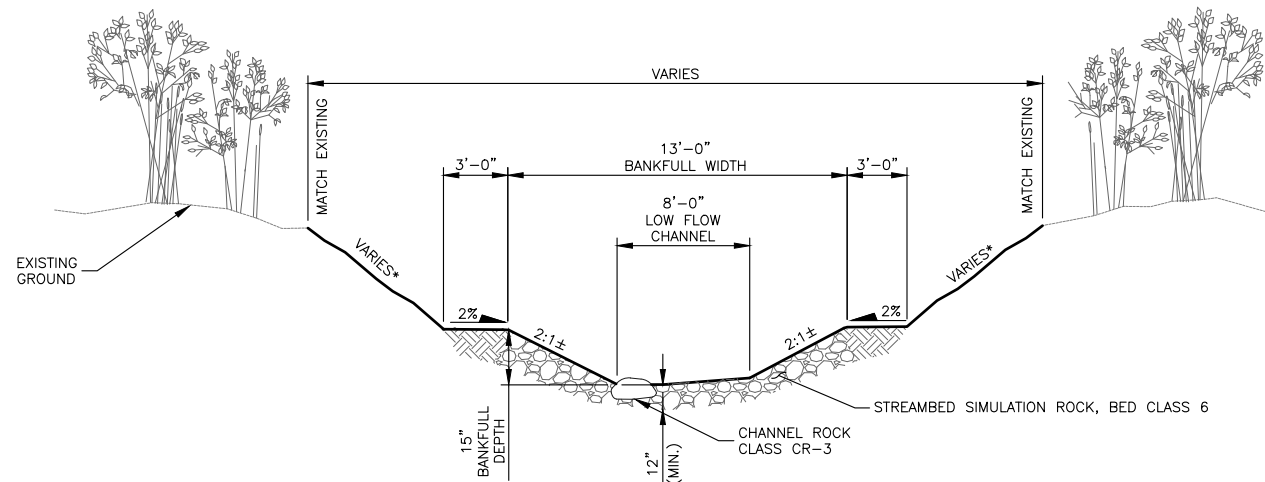 VARIES
MATCH EXISTING
MATCH EXISTING
13'-0"
BANKFULL WIDTH
3'-0"
3'-0"
8'-0"
LOW FLOW
CHANNEL
EXISTING
GROUND
VARIES*
VARIES*
2%
2%
2:1±
2:1±
15"
BANKFULL
DEPTH
12"
(MIN.)
CHANNEL ROCK
CLASS CR-3
STREAMBED SIMULATION ROCK, BED CLASS 6